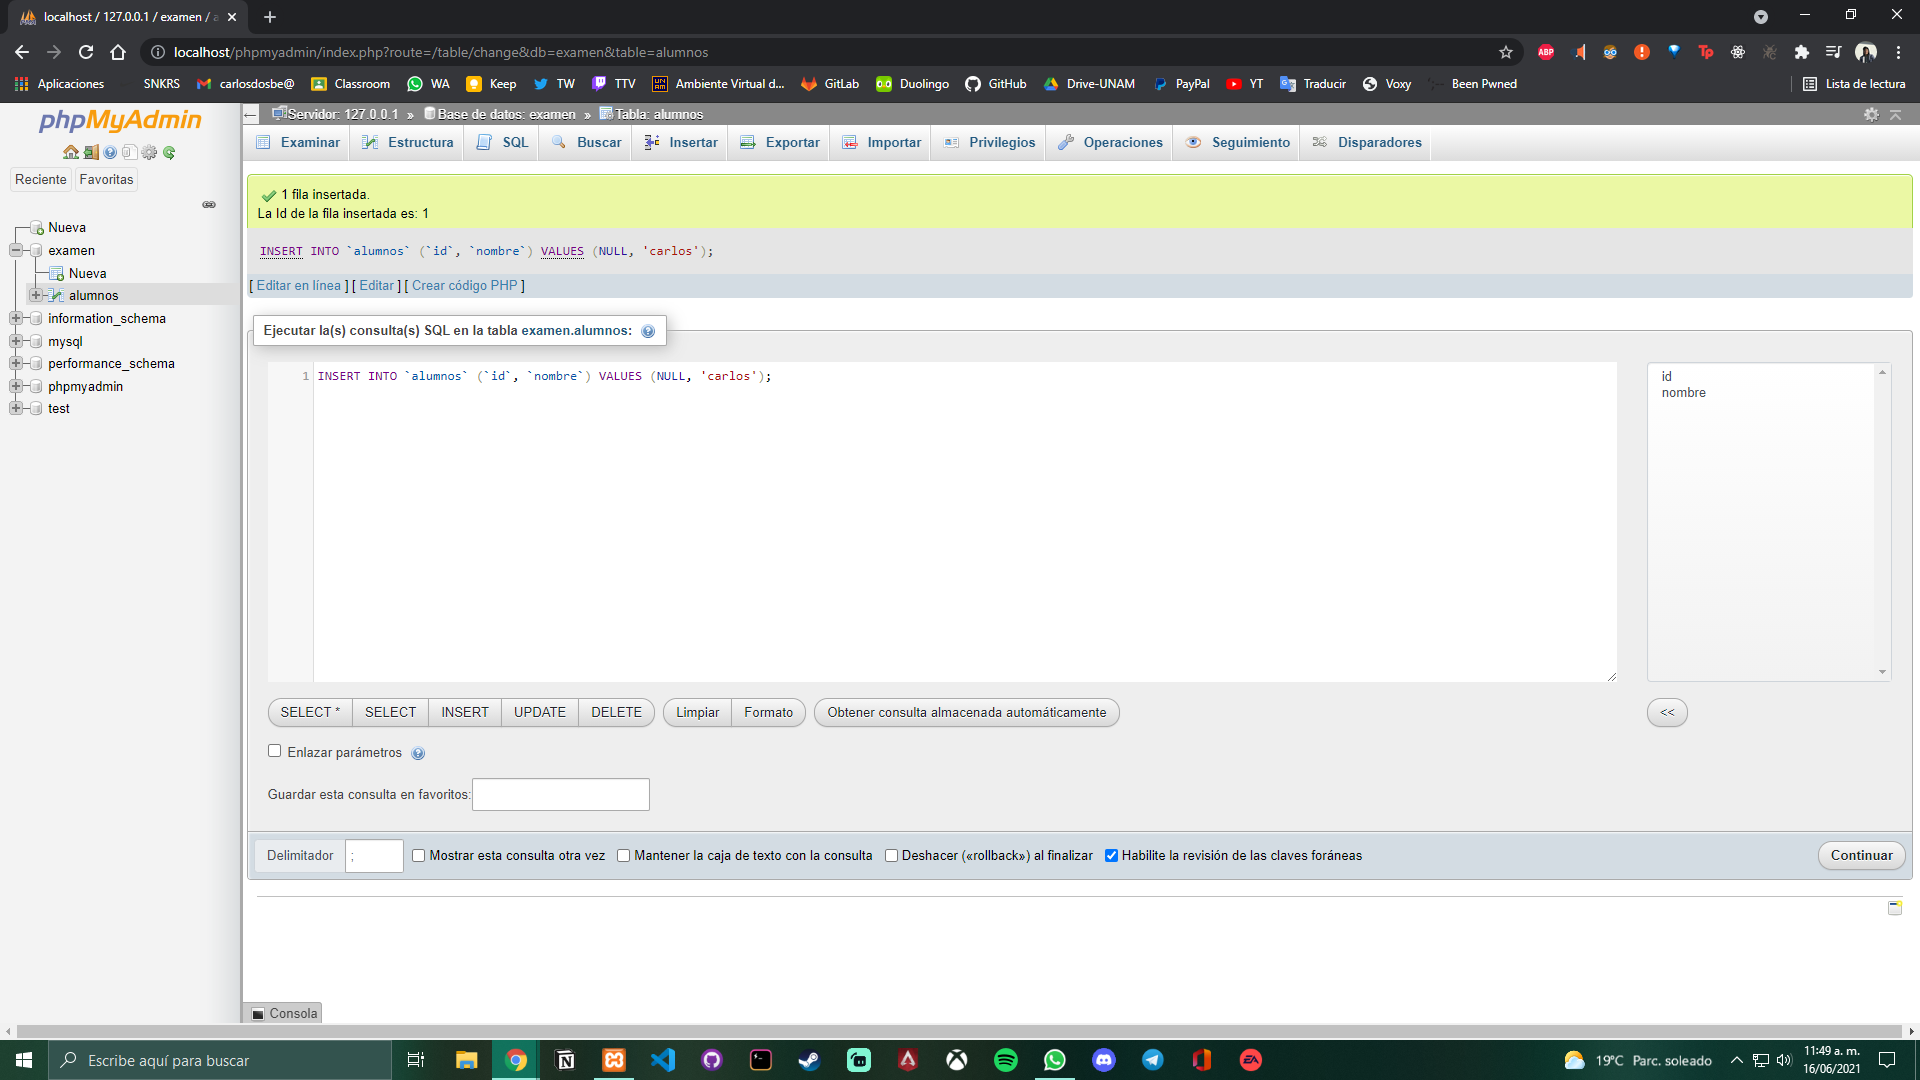 localhost / 127.0.0.1 / examen / a
localhost/phpmyadmin/index.php?route=/table/change&db=examen&table=alumnos
ABP
Tp
Aplicaciones SNKRS carlosdosbe@ Classroom WA Keep TW TTV Ambiente Virtual d... GitLab Duolingo GitHub Drive-UNAM PayPal YT Traducir Voxy Been Pwned Lista de lectura
phpMyAdmin
Reciente Favoritas
Nueva
examen
Nueva
alumnos
information_schema
mysql
performance_schema
phpmyadmin
test
Servidor: 127.0.0.1 » Base de datos: examen » Tabla: alumnos
Examinar Estructura SQL Buscar Insertar Exportar Importar Privilegios Operaciones Seguimiento Disparadores
1 fila insertada.
La Id de la fila insertada es: 1
INSERT INTO `alumnos` (`id`, `nombre`) VALUES (NULL, 'carlos');
[ Editar en línea ] [ Editar ] [ Crear código PHP ]
Ejecutar la(s) consulta(s) SQL en la tabla examen.alumnos:
1 INSERT INTO `alumnos` (`id`, `nombre`) VALUES (NULL, 'carlos');
id
nombre
SELECT * SELECT INSERT UPDATE DELETE Limpiar Formato Obtener consulta almacenada automáticamente <<
Enlazar parámetros
Guardar esta consulta en favoritos:
Delimitador ; Mostrar esta consulta otra vez Mantener la caja de texto con la consulta Deshacer («rollback») al finalizar Habilite la revisión de las claves foráneas Continuar
Consola
Escribe aquí para buscar
EA
19°C Parc. soleado
11:49 a. m.
16/06/2021